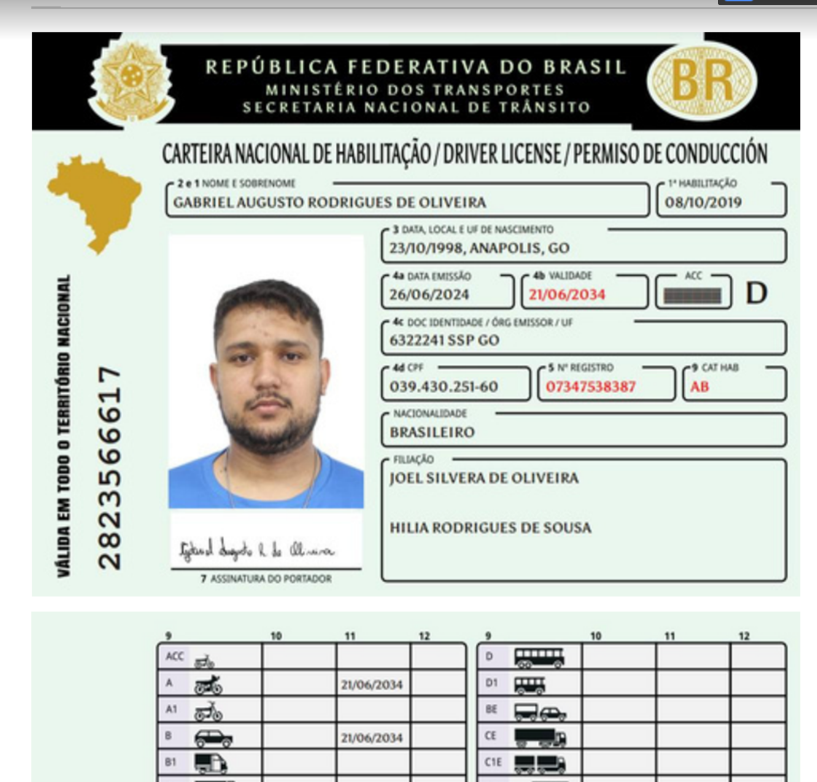 REPÚBLICA FEDERATIVA DO BRASIL
MINISTÉRIO DOS TRANSPORTES
SECRETARIA NACIONAL DE TRÂNSITO
BR
CARTEIRA NACIONAL DE HABILITAÇÃO / DRIVER LICENSE / PERMISO DE CONDUCCIÓN
2 e 1 NOME E SOBRENOME
1ª HABILITAÇÃO
GABRIEL AUGUSTO RODRIGUES DE OLIVEIRA
08/10/2019
3 DATA, LOCAL E UF DE NASCIMENTO
23/10/1998, ANAPOLIS, GO
4a DATA EMISSÃO
4b VALIDADE
ACC
26/06/2024
21/06/2034
D
4c DOC IDENTIDADE / ÓRG EMISSOR / UF
6322241 SSP GO
4d CPF
5 Nº REGISTRO
9 CAT HAB
039.430.251-60
07347538387
AB
NACIONALIDADE
BRASILEIRO
FILIAÇÃO
JOEL SILVERA DE OLIVEIRA
HILIA RODRIGUES DE SOUSA
VÁLIDA EM TODO O TERRITÓRIO NACIONAL
2823566617
Gabriel Augusto R de Oliveira
7 ASSINATURA DO PORTADOR
9 10 11 12 9 10 11 12
ACC D
A 21/06/2034 D1
A1 BE
B 21/06/2034 CE
B1 C1E